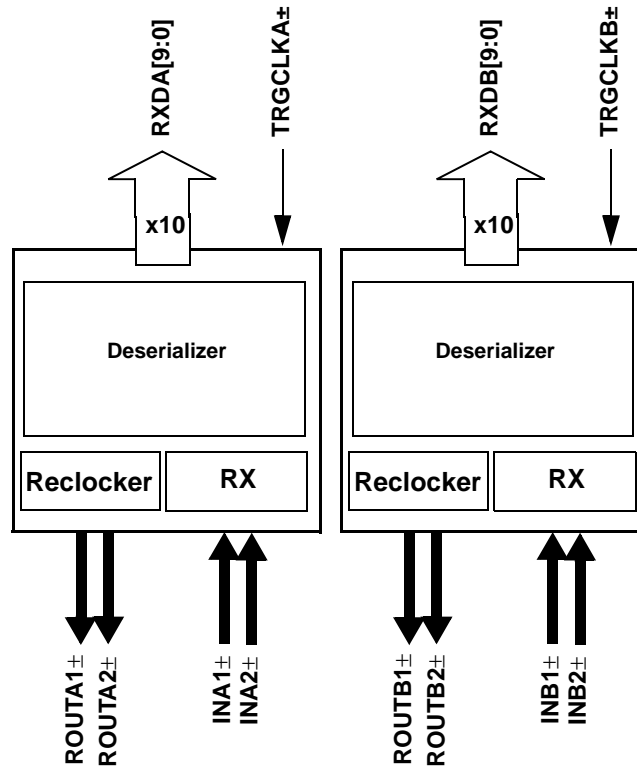 RXDA[9:0]
TRGCLKA±
RXDB[9:0]
TRGCLKB±
x10
x10
Deserializer
Deserializer
Reclocker
RX
Reclocker
RX
ROUTA1±
ROUTA2±
INA1±
INA2±
ROUTB1±
ROUTB2±
INB1±
INB2±